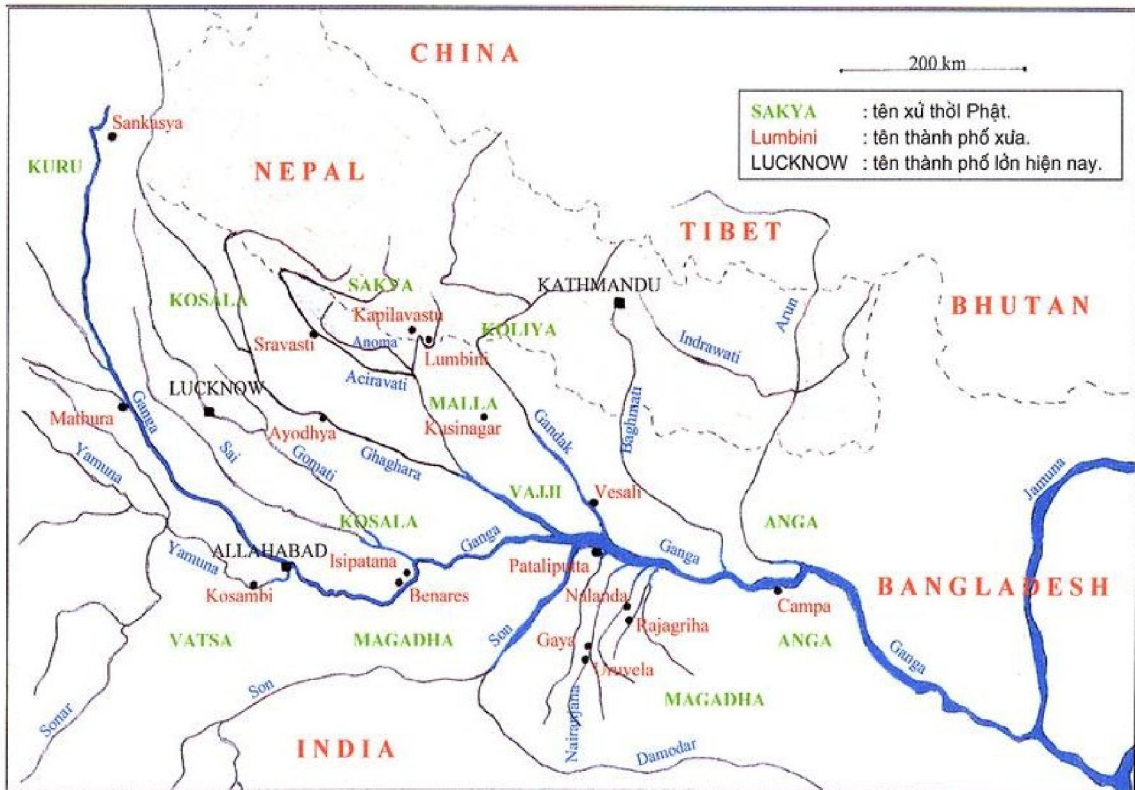 CHINA
200 km
SAKYA : tên xứ thời Phật.
Lumbini : tên thành phố xưa.
LUCKNOW : tên thành phố lớn hiện nay.
Sankasya
KURU
NEPAL
TIBET
BHUTAN
KOSALA
SAKYA
Kapilavastu
KATHMANDU
Arun
Sravasti
Anoma
Lumbini
KOLIYA
Indrawati
Aciravati
LUCKNOW
MALLA
Kusinagar
Mathura
Ganga
Ayodhya
Gandak
Baghmati
Yamuna
Sai
Gomati
Ghaghara
Jamuna
VAJJI
Vesali
KOSALA
Ganga
ANGA
Yamuna
ALLAHABAD
Isipatana
Pataliputta
Ganga
BANGLADESH
Kosambi
Benares
Nalanda
Campa
VATSA
MAGADHA
Son
Gaya
Rajagriha
ANGA
Uruvela
Ganga
Son
MAGADHA
Sonar
Nairanjana
INDIA
Damodar